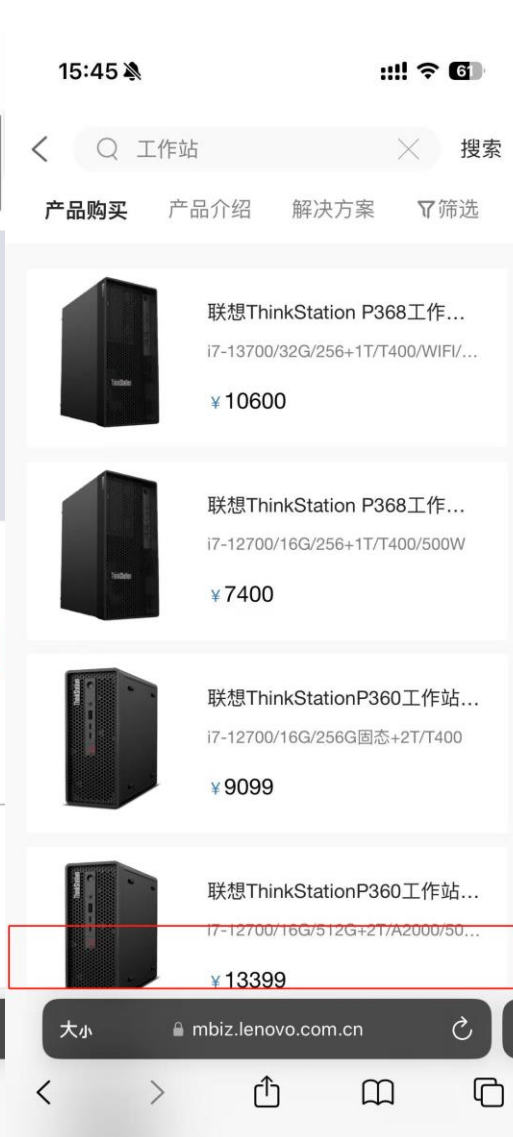 15:45
61
工作站
搜索
产品购买 产品介绍 解决方案 筛选
联想ThinkStation P368工作...
i7-13700/32G/256+1T/T400/WIFI/...
¥10600
联想ThinkStation P368工作...
i7-12700/16G/256+1T/T400/500W
¥7400
联想ThinkStationP360工作站...
i7-12700/16G/256G固态+2T/T400
¥9099
联想ThinkStationP360工作站...
i7-12700/16G/512G+2T/A2000/50...
¥13399
大小 mbiz.lenovo.com.cn